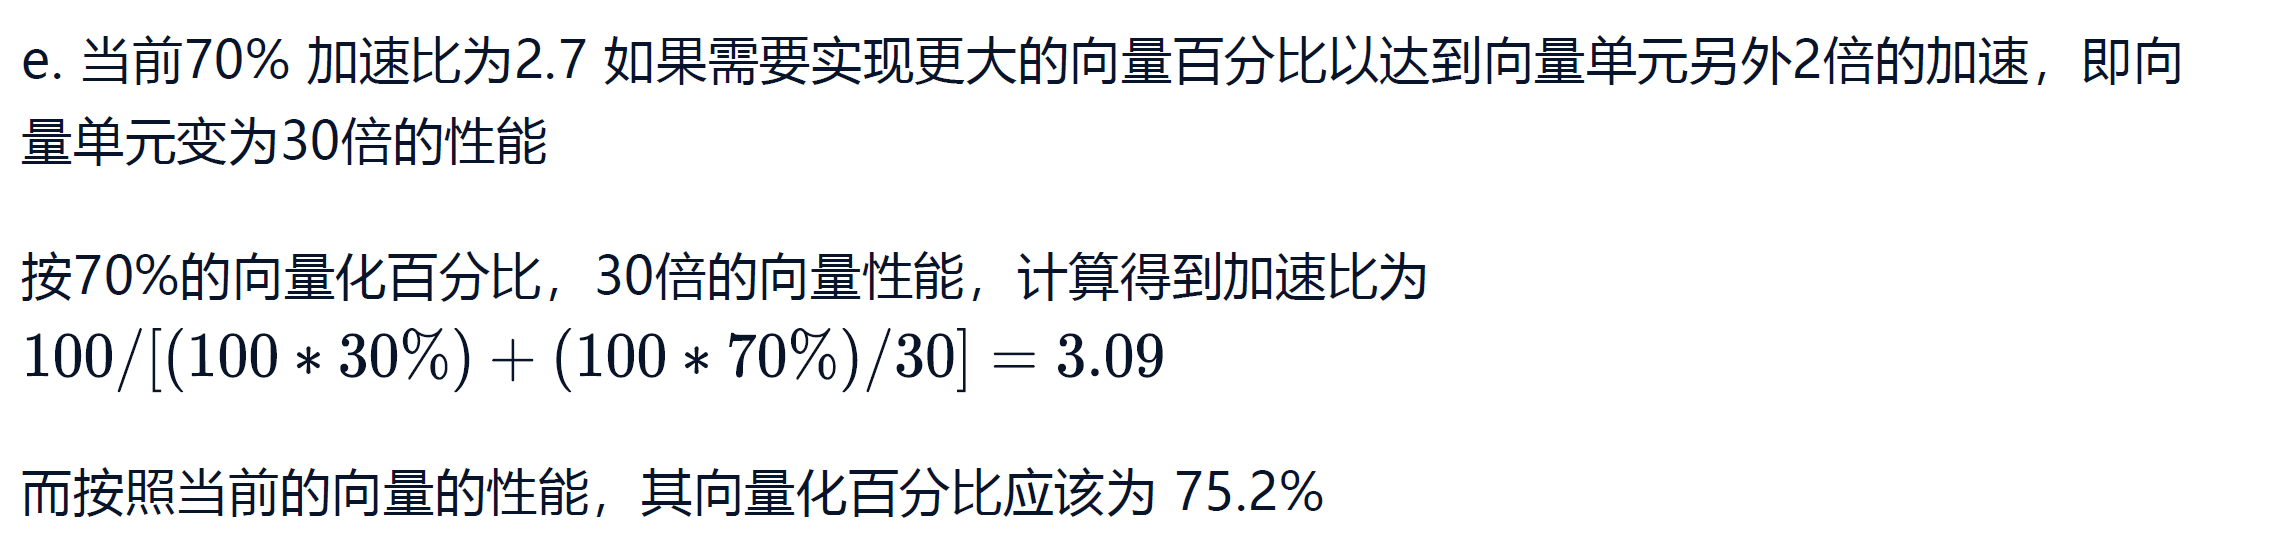 e. 当前70% 加速比为2.7 如果需要实现更大的向量百分比以达到向量单元另外2倍的加速，即向
量单元变为30倍的性能
按70%的向量化百分比，30倍的向量性能，计算得到加速比为
100/[(100 * 30%) + (100 * 70%)/30] = 3.09
而按照当前的向量的性能，其向量化百分比应该为 75.2%